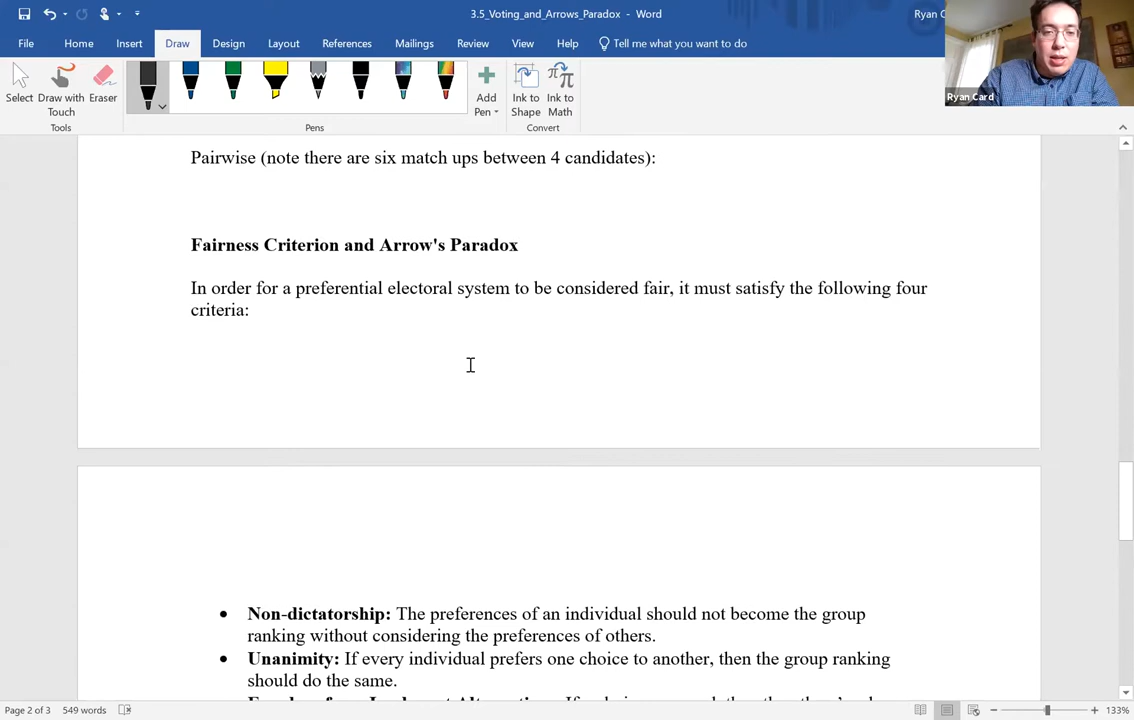 3.5_Voting_and_Arrows_Paradox - Word
Ryan C
File Home Insert Draw Design Layout References Mailings Review View Help Tell me what you want to do
Select Draw with Touch Eraser
Add Pen
Ink to Shape
Ink to Math
Tools
Pens
Convert
Ryan Card
Pairwise (note there are six match ups between 4 candidates):
Fairness Criterion and Arrow's Paradox
In order for a preferential electoral system to be considered fair, it must satisfy the following four
criteria:
• Non-dictatorship: The preferences of an individual should not become the group
ranking without considering the preferences of others.
• Unanimity: If every individual prefers one choice to another, then the group ranking
should do the same.
Page 2 of 3 549 words
133%